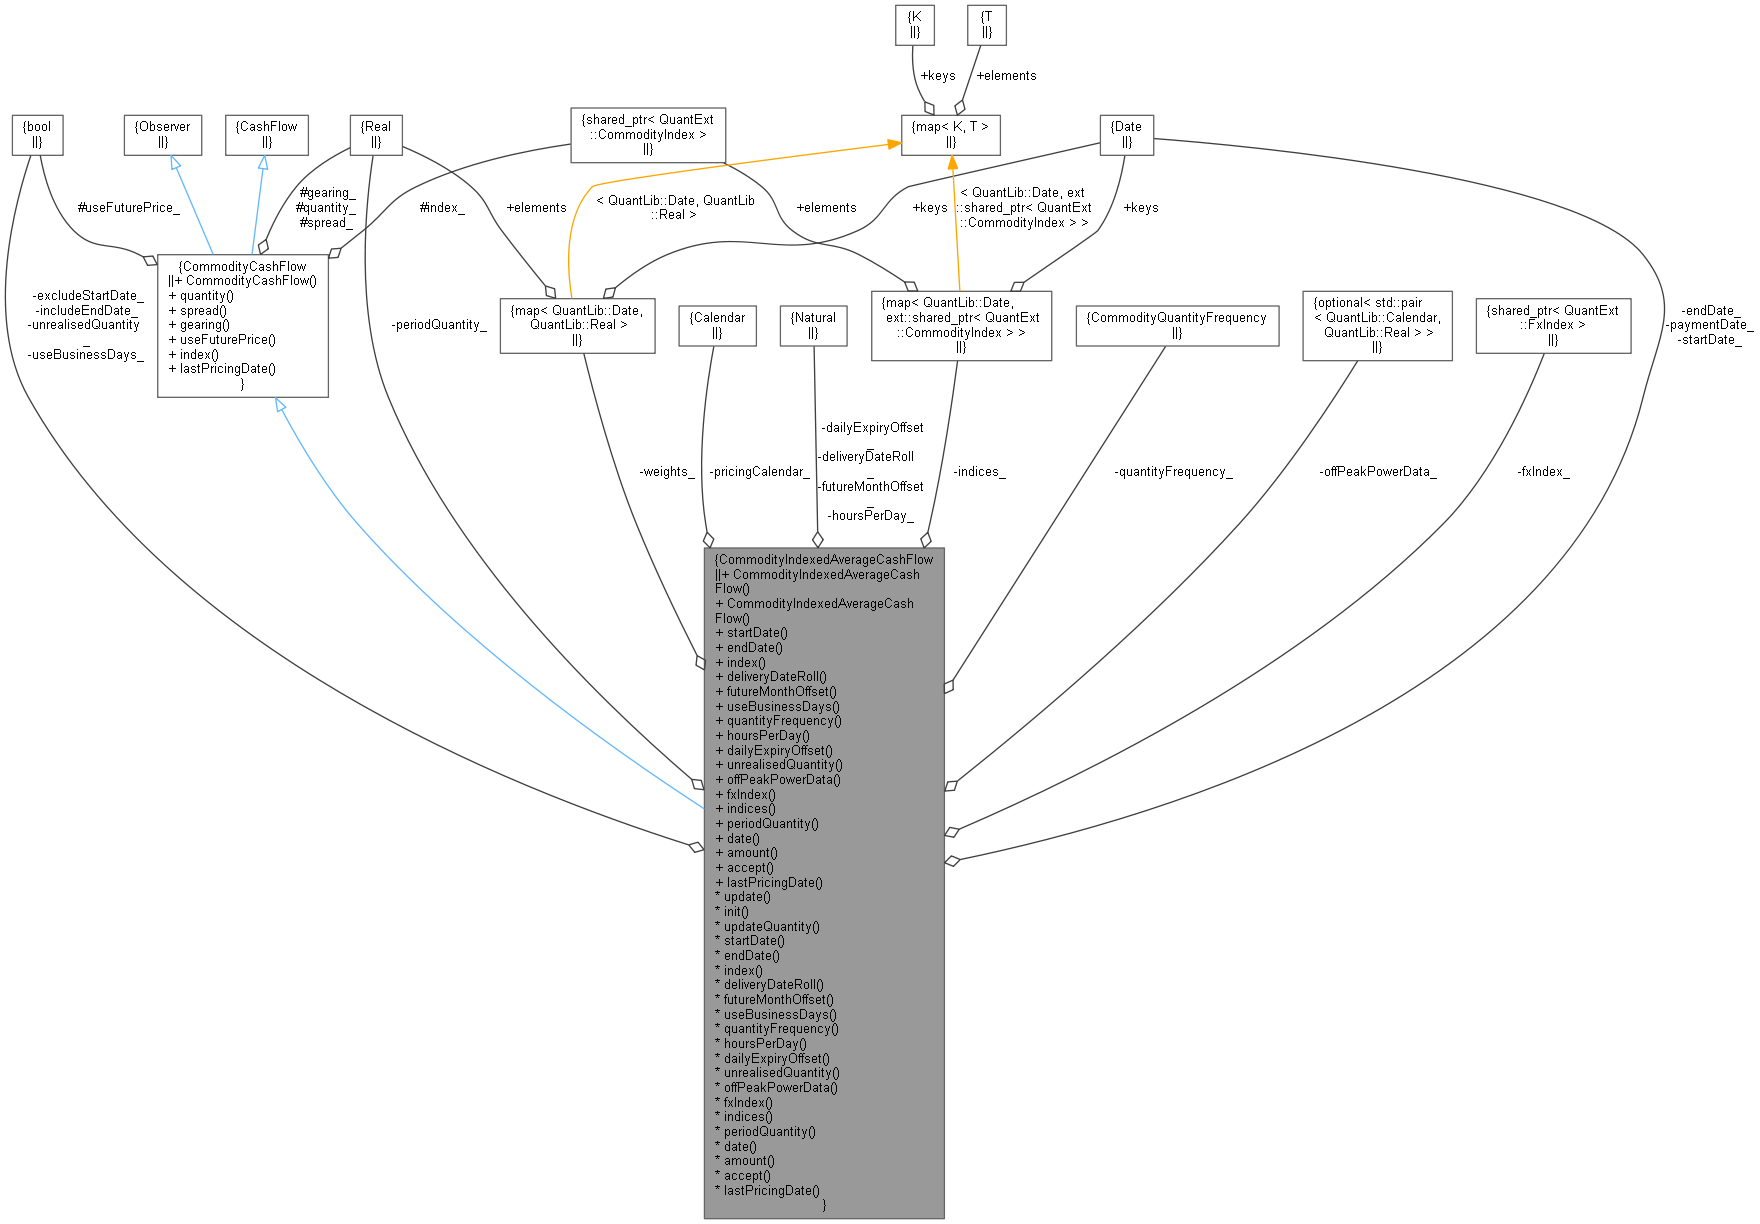 {K
||}
{T
||}
+keys
+elements
{bool
||}
{Observer
||}
{CashFlow
||}
{Real
||}
{shared_ptr< QuantExt
::CommodityIndex >
||}
{map< K, T >
||}
{Date
||}
#useFuturePrice_
#gearing_
#quantity_
#spread_
#index_
+elements
< QuantLib::Date, QuantLib
::Real >
+elements
+keys
< QuantLib::Date, ext
::shared_ptr< QuantExt
::CommodityIndex > >
+keys
{CommodityCashFlow
||+ CommodityCashFlow()
+ quantity()
+ spread()
+ gearing()
+ useFuturePrice()
+ index()
+ lastPricingDate()
}
-excludeStartDate_
-includeEndDate_
-unrealisedQuantity
_
-useBusinessDays_
-periodQuantity_
{map< QuantLib::Date,
QuantLib::Real >
||}
{Calendar
||}
{Natural
||}
{map< QuantLib::Date,
ext::shared_ptr< QuantExt
::CommodityIndex > >
||}
{CommodityQuantityFrequency
||}
{optional< std::pair
< QuantLib::Calendar,
QuantLib::Real > >
||}
{shared_ptr< QuantExt
::FxIndex >
||}
-endDate_
-paymentDate_
-startDate_
-weights_
-pricingCalendar_
-dailyExpiryOffset
_
-deliveryDateRoll
_
-futureMonthOffset
_
-hoursPerDay_
-indices_
-quantityFrequency_
-offPeakPowerData_
-fxIndex_
{CommodityIndexedAverageCashFlow
||+ CommodityIndexedAverageCash
Flow()
+ CommodityIndexedAverageCash
Flow()
+ startDate()
+ endDate()
+ index()
+ deliveryDateRoll()
+ futureMonthOffset()
+ useBusinessDays()
+ quantityFrequency()
+ hoursPerDay()
+ dailyExpiryOffset()
+ unrealisedQuantity()
+ offPeakPowerData()
+ fxIndex()
+ indices()
+ periodQuantity()
+ date()
+ amount()
+ accept()
+ lastPricingDate()
* update()
* init()
* updateQuantity()
* startDate()
* endDate()
* index()
* deliveryDateRoll()
* futureMonthOffset()
* useBusinessDays()
* quantityFrequency()
* hoursPerDay()
* dailyExpiryOffset()
* unrealisedQuantity()
* offPeakPowerData()
* fxIndex()
* indices()
* periodQuantity()
* date()
* amount()
* accept()
* lastPricingDate()
}